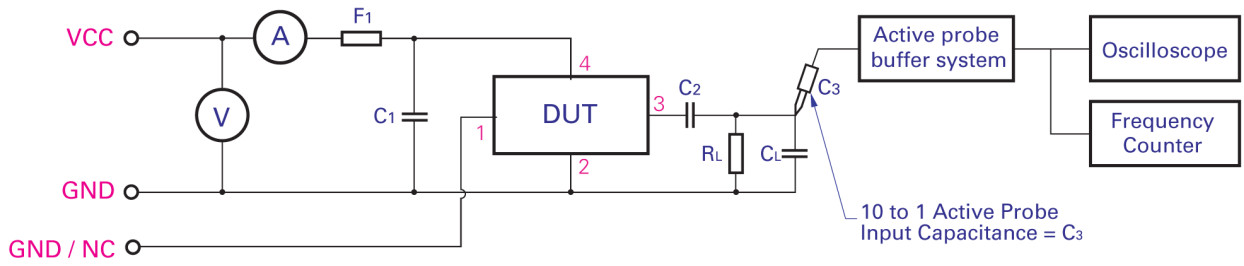 VCC
A
F1
V
C1
4
1
DUT
3
2
C2
RL
CL
C3
Active probe
buffer system
Oscilloscope
Frequency
Counter
GND
GND / NC
10 to 1 Active Probe
Input Capacitance = C3